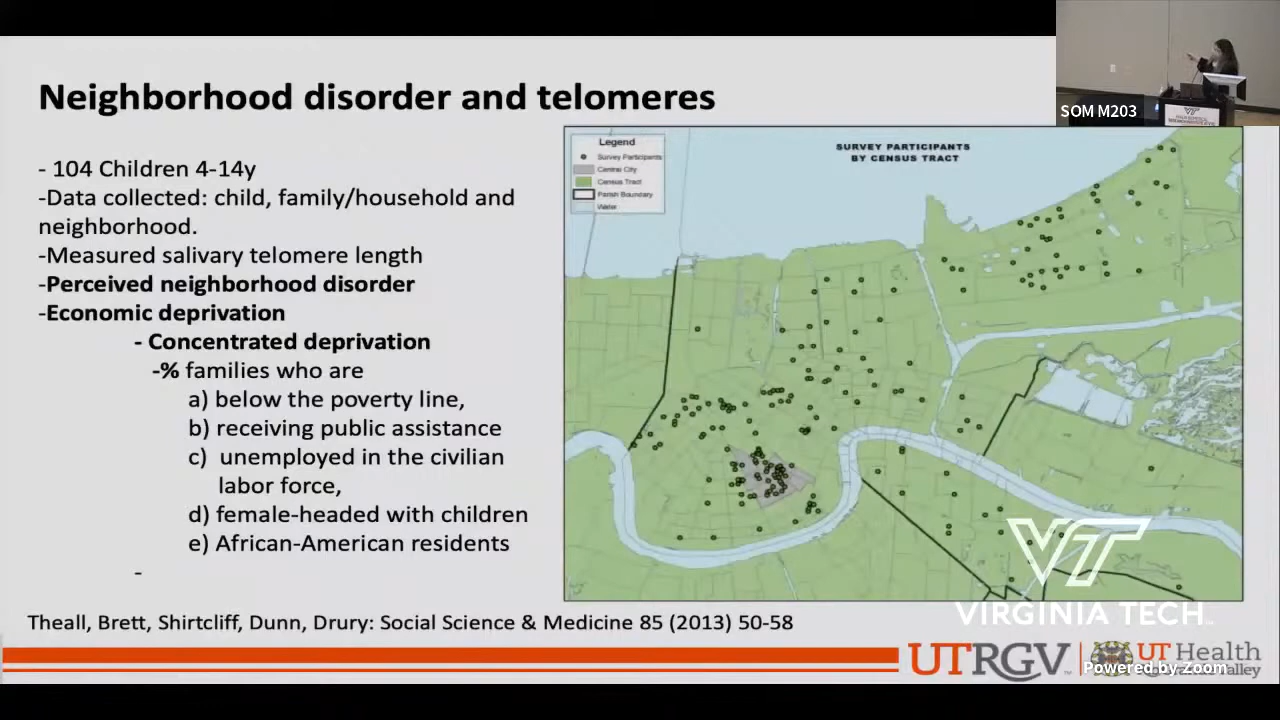 SOM M203
Neighborhood disorder and telomeres
- 104 Children 4-14y
-Data collected: child, family/household and
neighborhood.
-Measured salivary telomere length
-Perceived neighborhood disorder
-Economic deprivation
- Concentrated deprivation
-% families who are
a) below the poverty line,
b) receiving public assistance
c) unemployed in the civilian
labor force,
d) female-headed with children
e) African-American residents
-
Legend
Survey Participants
Central City
Census Tract
Parish Boundary
Water
SURVEY PARTICIPANTS
BY CENSUS TRACT
VT
VIRGINIA TECH
Theall, Brett, Shirtcliff, Dunn, Drury: Social Science & Medicine 85 (2013) 50-58
UTRGV
UT Health
Valley
Powered by Zoom